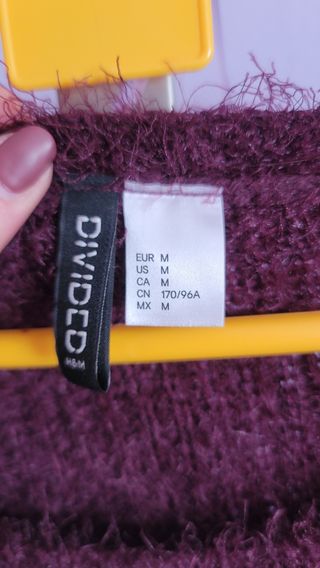 DIVIDED
H&M
EUR M
US M
CA M
CN 170/96A
MX M